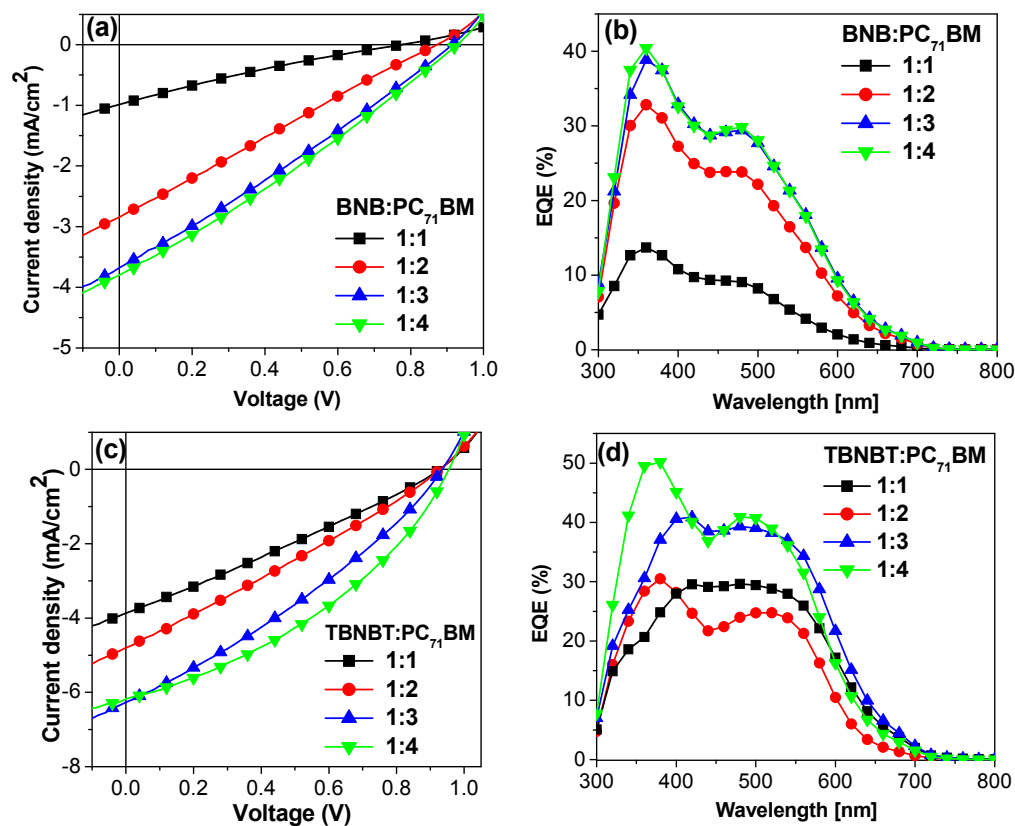 (a)
Current density (mA/cm²)
0
-1
-2
-3
-4
-5
BNB:PC₇₁BM
1:1
1:2
1:3
1:4
0.0 0.2 0.4 0.6 0.8 1.0
Voltage (V)
(b)
EQE (%)
40
30
20
10
0
BNB:PC₇₁BM
1:1
1:2
1:3
1:4
300 400 500 600 700 800
Wavelength [nm]
(c)
Current density (mA/cm²)
0
-2
-4
-6
-8
TBNBT:PC₇₁BM
1:1
1:2
1:3
1:4
0.0 0.2 0.4 0.6 0.8 1.0
Voltage (V)
(d)
EQE (%)
50
40
30
20
10
0
TBNBT:PC₇₁BM
1:1
1:2
1:3
1:4
300 400 500 600 700 800
Wavelength [nm]